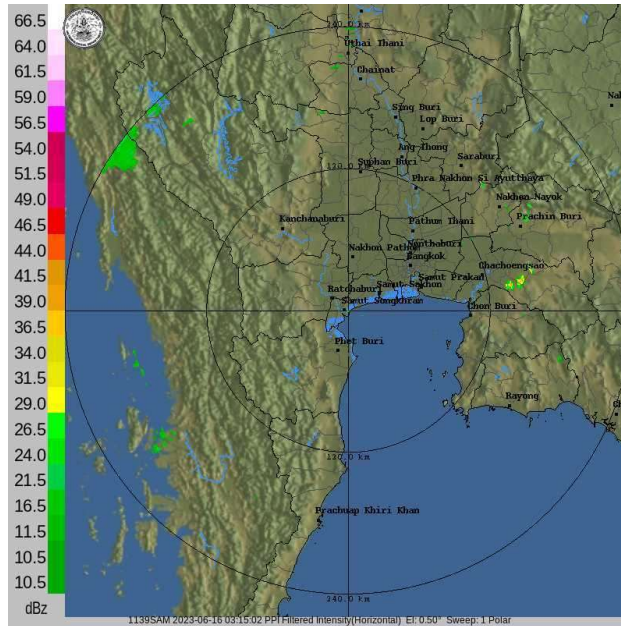 66.5
64.0
61.5
59.0
56.5
54.0
51.5
49.0
46.5
44.0
41.5
39.0
36.5
34.0
31.5
29.0
26.5
24.0
21.5
16.5
11.5
10.5
10.5
dBz
240.0 km
Uthai Thani
Chainat
Sing Buri
Lop Buri
Ang Thong
Saraburi
120.0 km
Suphan Buri
Phra Nakhon Si Ayutthaya
Nakhon Nayok
Prachin Buri
Kanchanaburi
Pathum Thani
Nakhon Pathom
Nonthaburi
Bangkok
Chachoengsao
Samut Prakan
Ratchaburi
Samut Sakhon
Samut Songkhram
Chon Buri
Phet Buri
Rayong
120.0 km
Prachuap Khiri Khan
240.0 km
1139SAM 2023-06-16 03:15:02 PPI Filtered Intensity(Horizontal) El: 0.50° Sweep: 1 Polar